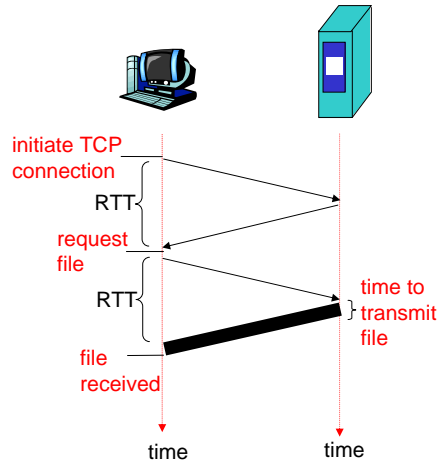 initiate TCP
connection
RTT
request
file
RTT
time to
transmit
file
file
received
time
time